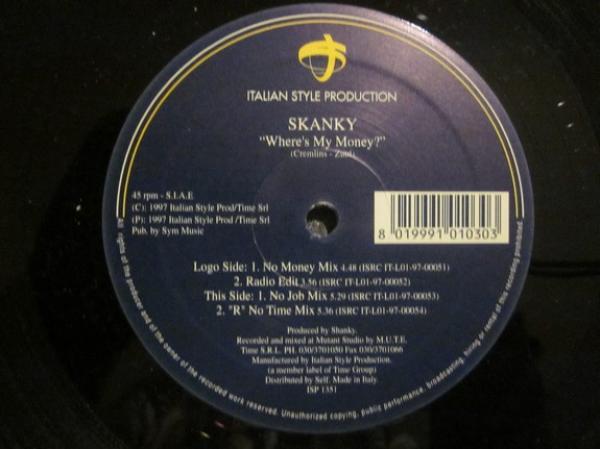 ITALIAN STYLE PRODUCTION
SKANKY
"Where's My Money?"
(Cremlins - Zuni)
45 rpm - S.I.A.E
(C): 1997 Italian Style Prod/Time Srl
(P): 1997 Italian Style Prod /Time Srl
Pub. by Sym Music
8 019991 010303
Logo Side: 1. No Money Mix 4.48 (ISRC IT-L01-97-00051)
2. Radio Edit 3.56 (ISRC IT-L01-97-00052)
This Side: 1. No Job Mix 5.29 (ISRC IT-L01-97-00053)
2. "R" No Time Mix 5.36 (ISRC IT-L01-97-00054)
Produced by Shanky.
Recorded and mixed at Mutant Studio by M.U.T.E.
Time S.R.L. PH. 030/3701050 Fax 030/3701066
Manufactured by Italian Style Production.
(a member label of Time Group)
Distributed by Self. Made in Italy.
ISP 1351
All rights of the producer and of the owner of the recorded work reserved. Unauthorized copying, public performance, broadcasting, hiring or rental of this recording prohibited.